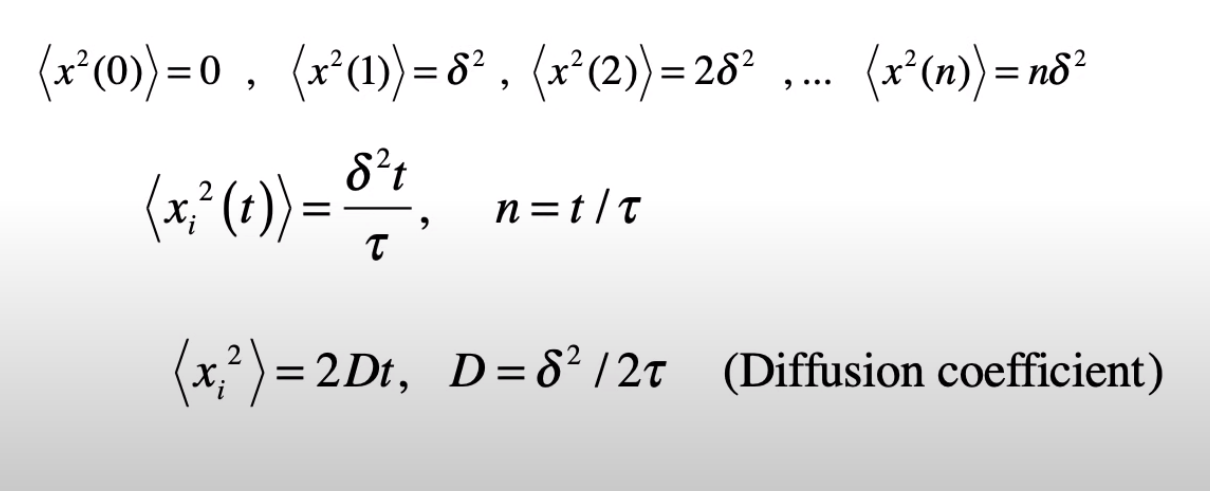 ⟨x²(0)⟩ = 0 , ⟨x²(1)⟩ = δ² , ⟨x²(2)⟩ = 2δ² , ... ⟨x²(n)⟩ = nδ²
⟨xᵢ²(t)⟩ = δ²t / τ , n = t / τ
⟨xᵢ²⟩ = 2Dt, D = δ² / 2τ (Diffusion coefficient)